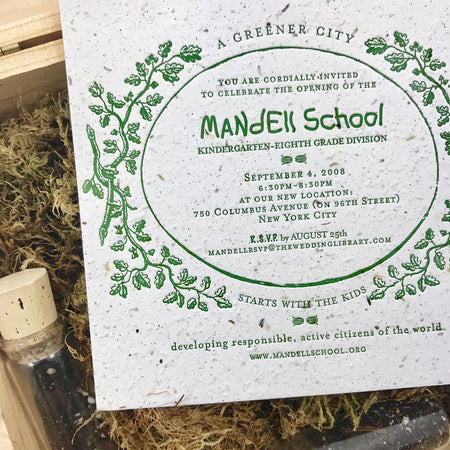 A GREENER CITY
YOU ARE CORDIALLY INVITED
TO CELEBRATE THE OPENING OF THE
MANdEll School
KINDERGARTEN-EIGHTH GRADE DIVISION
SEPTEMBER 4, 2008
6:30PM-8:30PM
AT OUR NEW LOCATION:
750 COLUMBUS AVENUE (ON 96TH STREET)
NEW YORK CITY
R.S.V.P. by AUGUST 25th
MANDELLRSVP@THEWEDDINGLIBRARY.COM
STARTS WITH THE KIDS
developing responsible, active citizens of the world
WWW.MANDELLSCHOOL.ORG